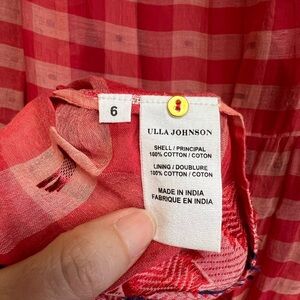 6
ULLA JOHNSON
SHELL / PRINCIPAL
100% COTTON / COTON
LINING / DOUBLURE
100% COTTON / COTON
MADE IN INDIA
FABRIQUE EN INDIA